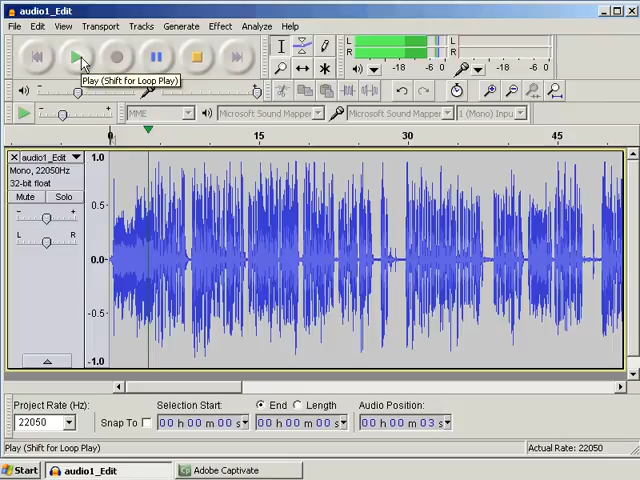 audio1_Edit
File Edit View Transport Tracks Generate Effect Analyze Help
L
R
-18 -6 0
L
R
-18 -6 0
Play (Shift for Loop Play)
MME
Microsoft Sound Mapper
Microsoft Sound Mapper
1 (Mono) Input
0 15 30 45
audio1_Edit
Mono, 22050Hz
32-bit float
Mute Solo
- +
L R
1.0
0.5
0.0-
-0.5
-1.0
Project Rate (Hz):
22050
Snap To
Selection Start:
00 h 00 m 00 s
End Length
00 h 00 m 00 s
Audio Position:
00 h 00 m 03 s
Play (Shift for Loop Play)
Actual Rate: 22050
Start
audio1_Edit
Adobe Captivate